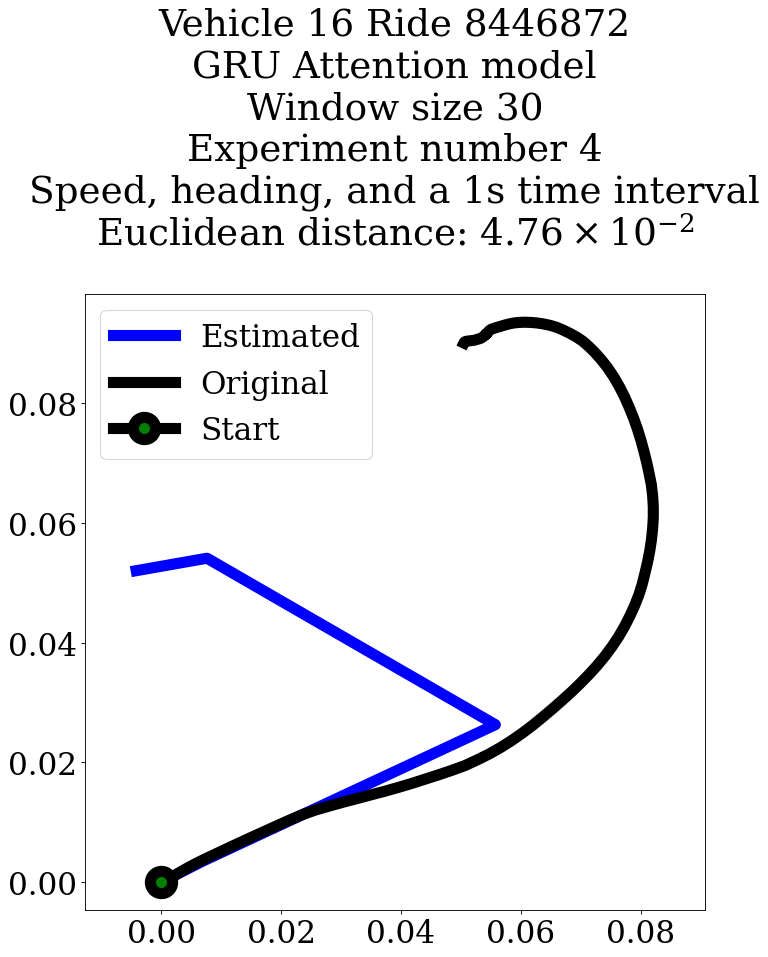 Vehicle 16 Ride 8446872
GRU Attention model
Window size 30
Experiment number 4
Speed, heading, and a 1s time interval
Euclidean distance: 4.76 × 10⁻²
Estimated
Original
Start
0.08
0.06
0.04
0.02
0.00
0.00 0.02 0.04 0.06 0.08